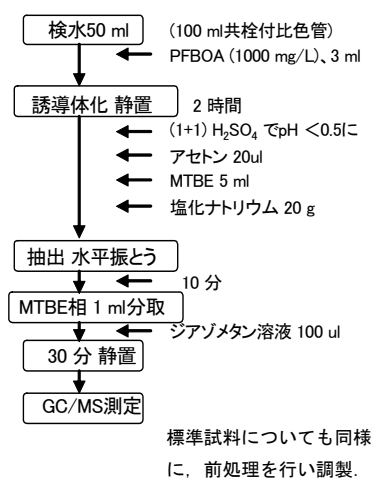 検水50 ml (100 ml共栓付比色管)
PFBOA (1000 mg/L)、3 ml
誘導体化 静置 2 時間
(1+1) H₂SO₄ でpH <0.5に
アセトン 20ul
MTBE 5 ml
塩化ナトリウム 20 g
抽出 水平振とう
10 分
MTBE相 1 ml分取
ジアゾメタン溶液 100 ul
30 分 静置
GC/MS測定
標準試料についても同様
に，前処理を行い調製．